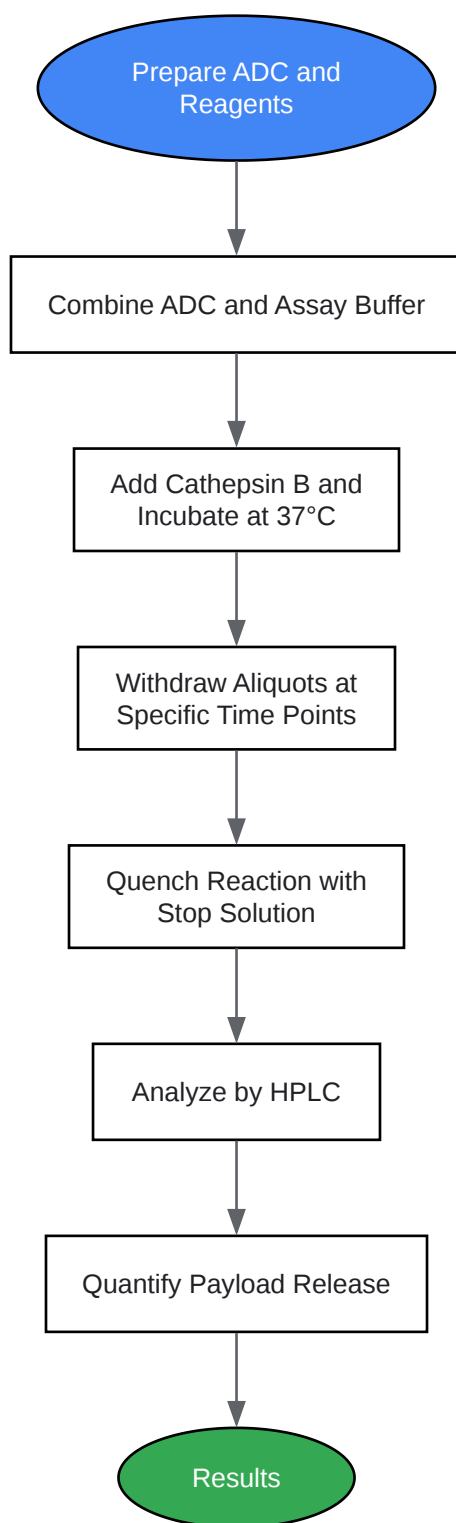 Prepare ADC and
Reagents
Combine ADC and Assay Buffer
Add Cathepsin B and
Incubate at 37°C
Withdraw Aliquots at
Specific Time Points
Quench Reaction with
Stop Solution
Analyze by HPLC
Quantify Payload Release
Results